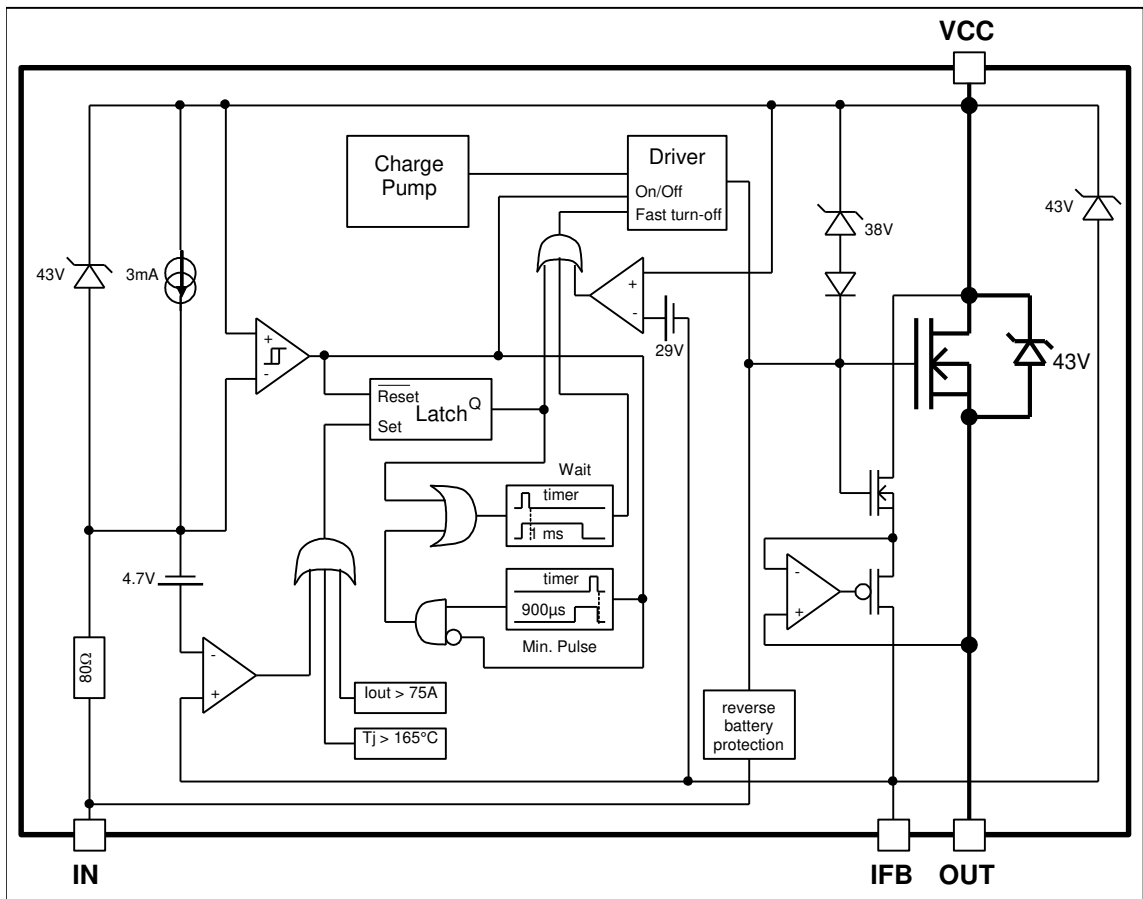 VCC
Charge
Pump
Driver
On/Off
Fast turn-off
43V
3mA
38V
43V
+
-
+
-
29V
43V
Reset
Latch
Q
Set
Wait
timer
1 ms
4.7V
timer
900µs
Min. Pulse
-
+
80Ω
-
+
Iout > 75A
Tj > 165°C
reverse
battery
protection
IN
IFB
OUT